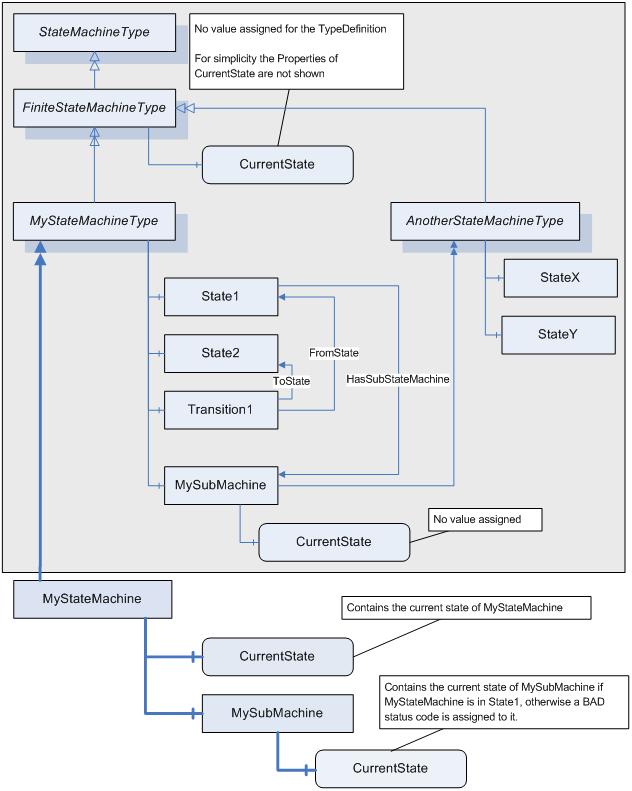 StateMachineType
No value assigned for the TypeDefinition
For simplicity the Properties of
CurrentState are not shown
FiniteStateMachineType
CurrentState
MyStateMachineType
AnotherStateMachineType
StateX
State1
StateY
State2
FromState
ToState
HasSubStateMachine
Transition1
MySubMachine
No value assigned
CurrentState
MyStateMachine
Contains the current state of MyStateMachine
CurrentState
Contains the current state of MySubMachine if
MyStateMachine is in State1, otherwise a BAD
status code is assigned to it.
MySubMachine
CurrentState